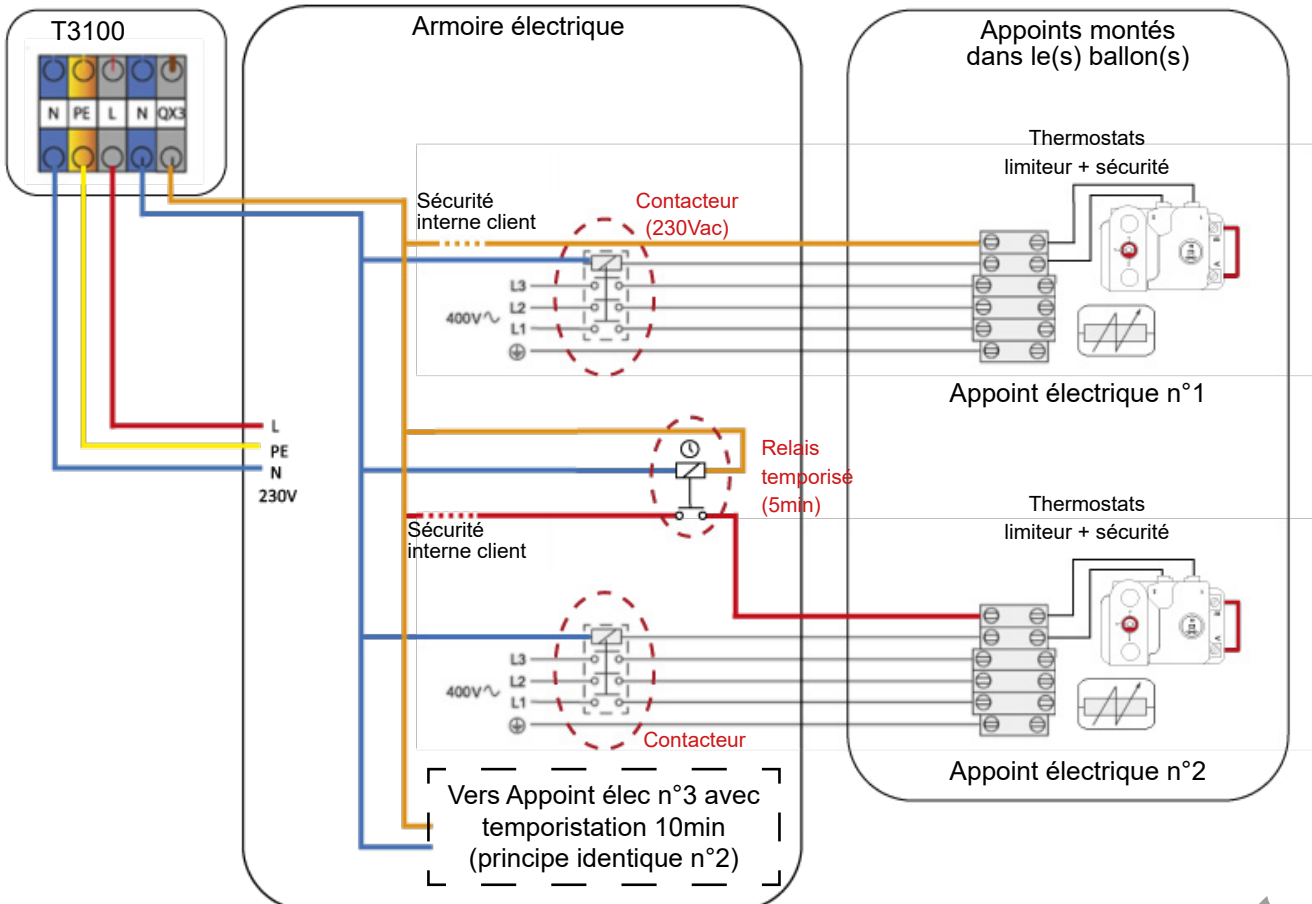 T3100
N PE L N QX3
Armoire électrique
Appoints montés
dans le(s) ballon(s)
Thermostats
limiteur + sécurité
Sécurité
interne client
Contacteur
(230Vac)
L3
L2
400V
L1
Appoint électrique n°1
L
PE
N
230V
Relais
temporisé
(5min)
Sécurité
interne client
Thermostats
limiteur + sécurité
L3
L2
400V
L1
Contacteur
Appoint électrique n°2
Vers Appoint élec n°3 avec
temporistation 10min
(principe identique n°2)